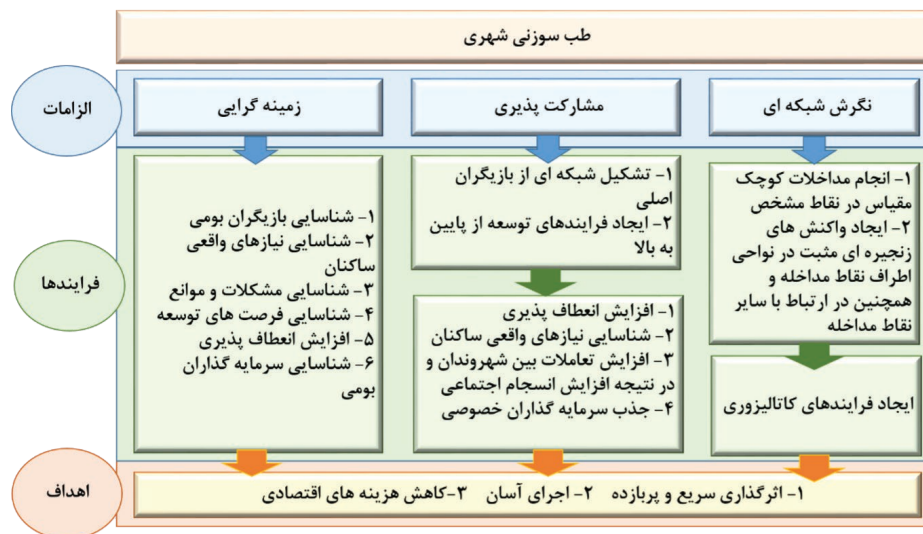 طب سوزنی شهری
الزامات
نگرش شبکه ای
مشارکت پذیری
زمینه گرایی
فرایندها
۱- انجام مداخلات کوچک
مقیاس در نقاط مشخص
۲- ایجاد واکنش های
زنجیره ای مثبت در نواحی
اطراف نقاط مداخله و
همچنین در ارتباط با سایر
نقاط مداخله
ایجاد فرایندهای کاتالیزوری
۱- تشکیل شبکه ای از بازیگران
اصلی
۲- ایجاد فرایندهای توسعه از پایین
به بالا
۱- افزایش انعطاف پذیری
۲- شناسایی نیازهای واقعی ساکنان
۳- افزایش تعاملات بین شهروندان و
در نتیجه افزایش انسجام اجتماعی
۴- جذب سرمایه گذاران خصوصی
۱- شناسایی بازیگران بومی
۲- شناسایی نیازهای واقعی
ساکنان
۳- شناسایی مشکلات و موانع
۴- شناسایی فرصت های توسعه
۵- افزایش انعطاف پذیری
۶- شناسایی سرمایه گذاران
بومی
اهداف
۱- اثرگذاری سریع و پربازده ۲- اجرای آسان ۳-کاهش هزینه های اقتصادی